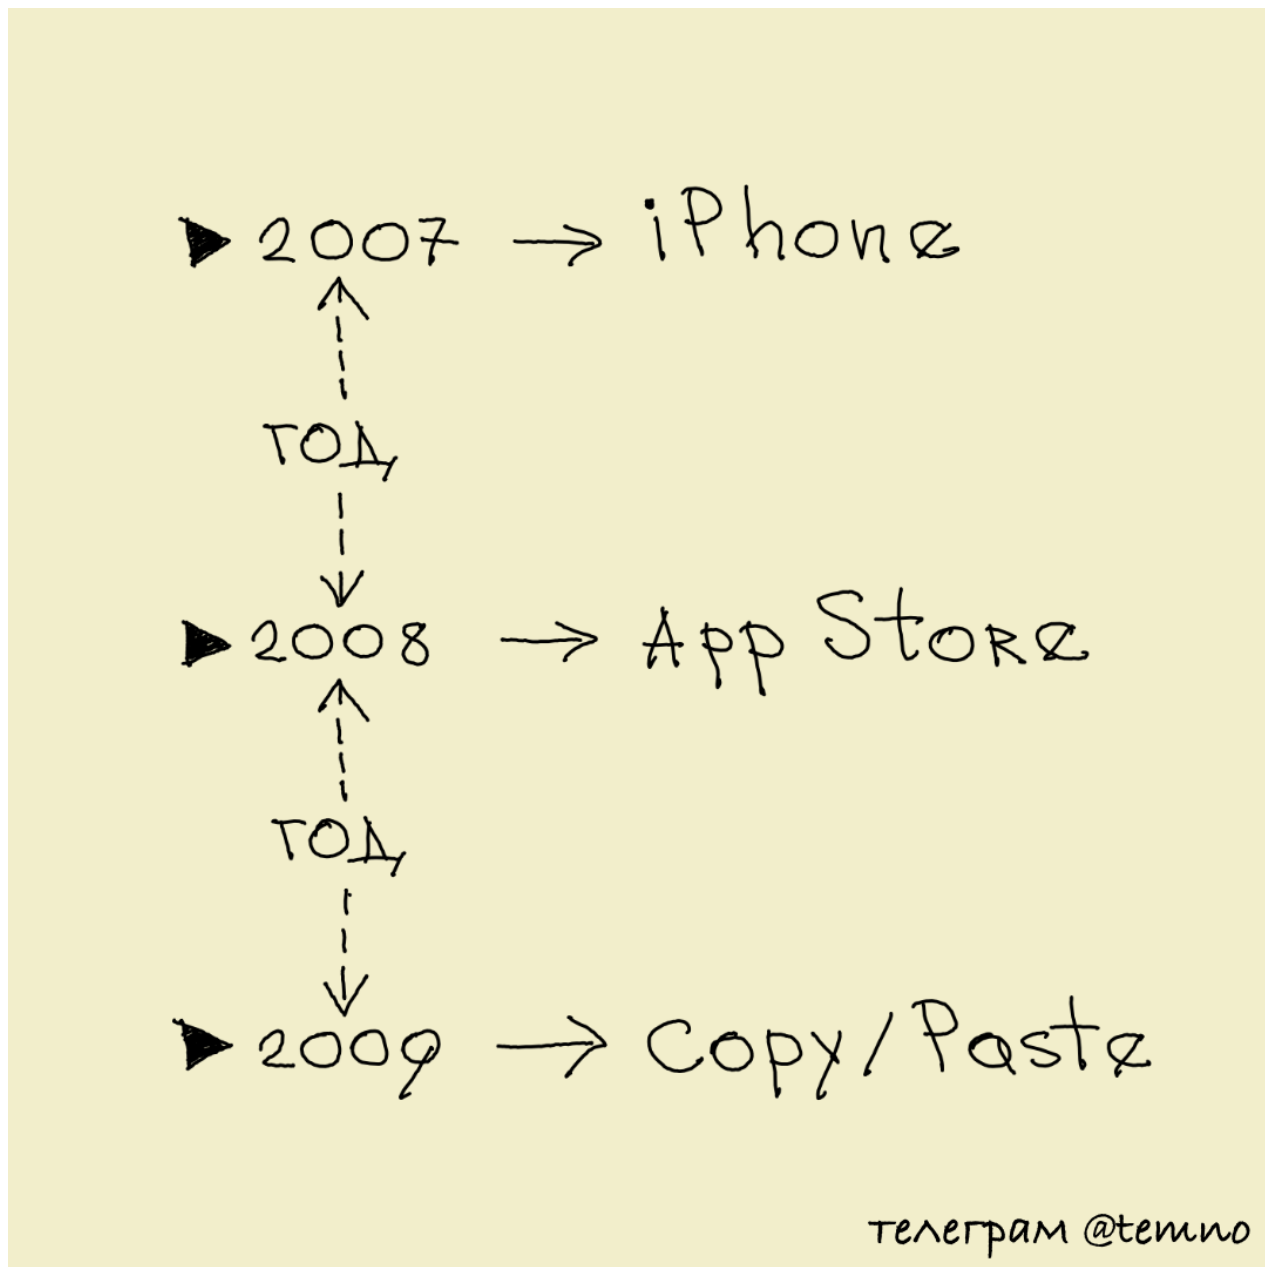 2007 → iPhone
год
2008 → App Store
год
2009 → Copy/Paste
телеграм @temno